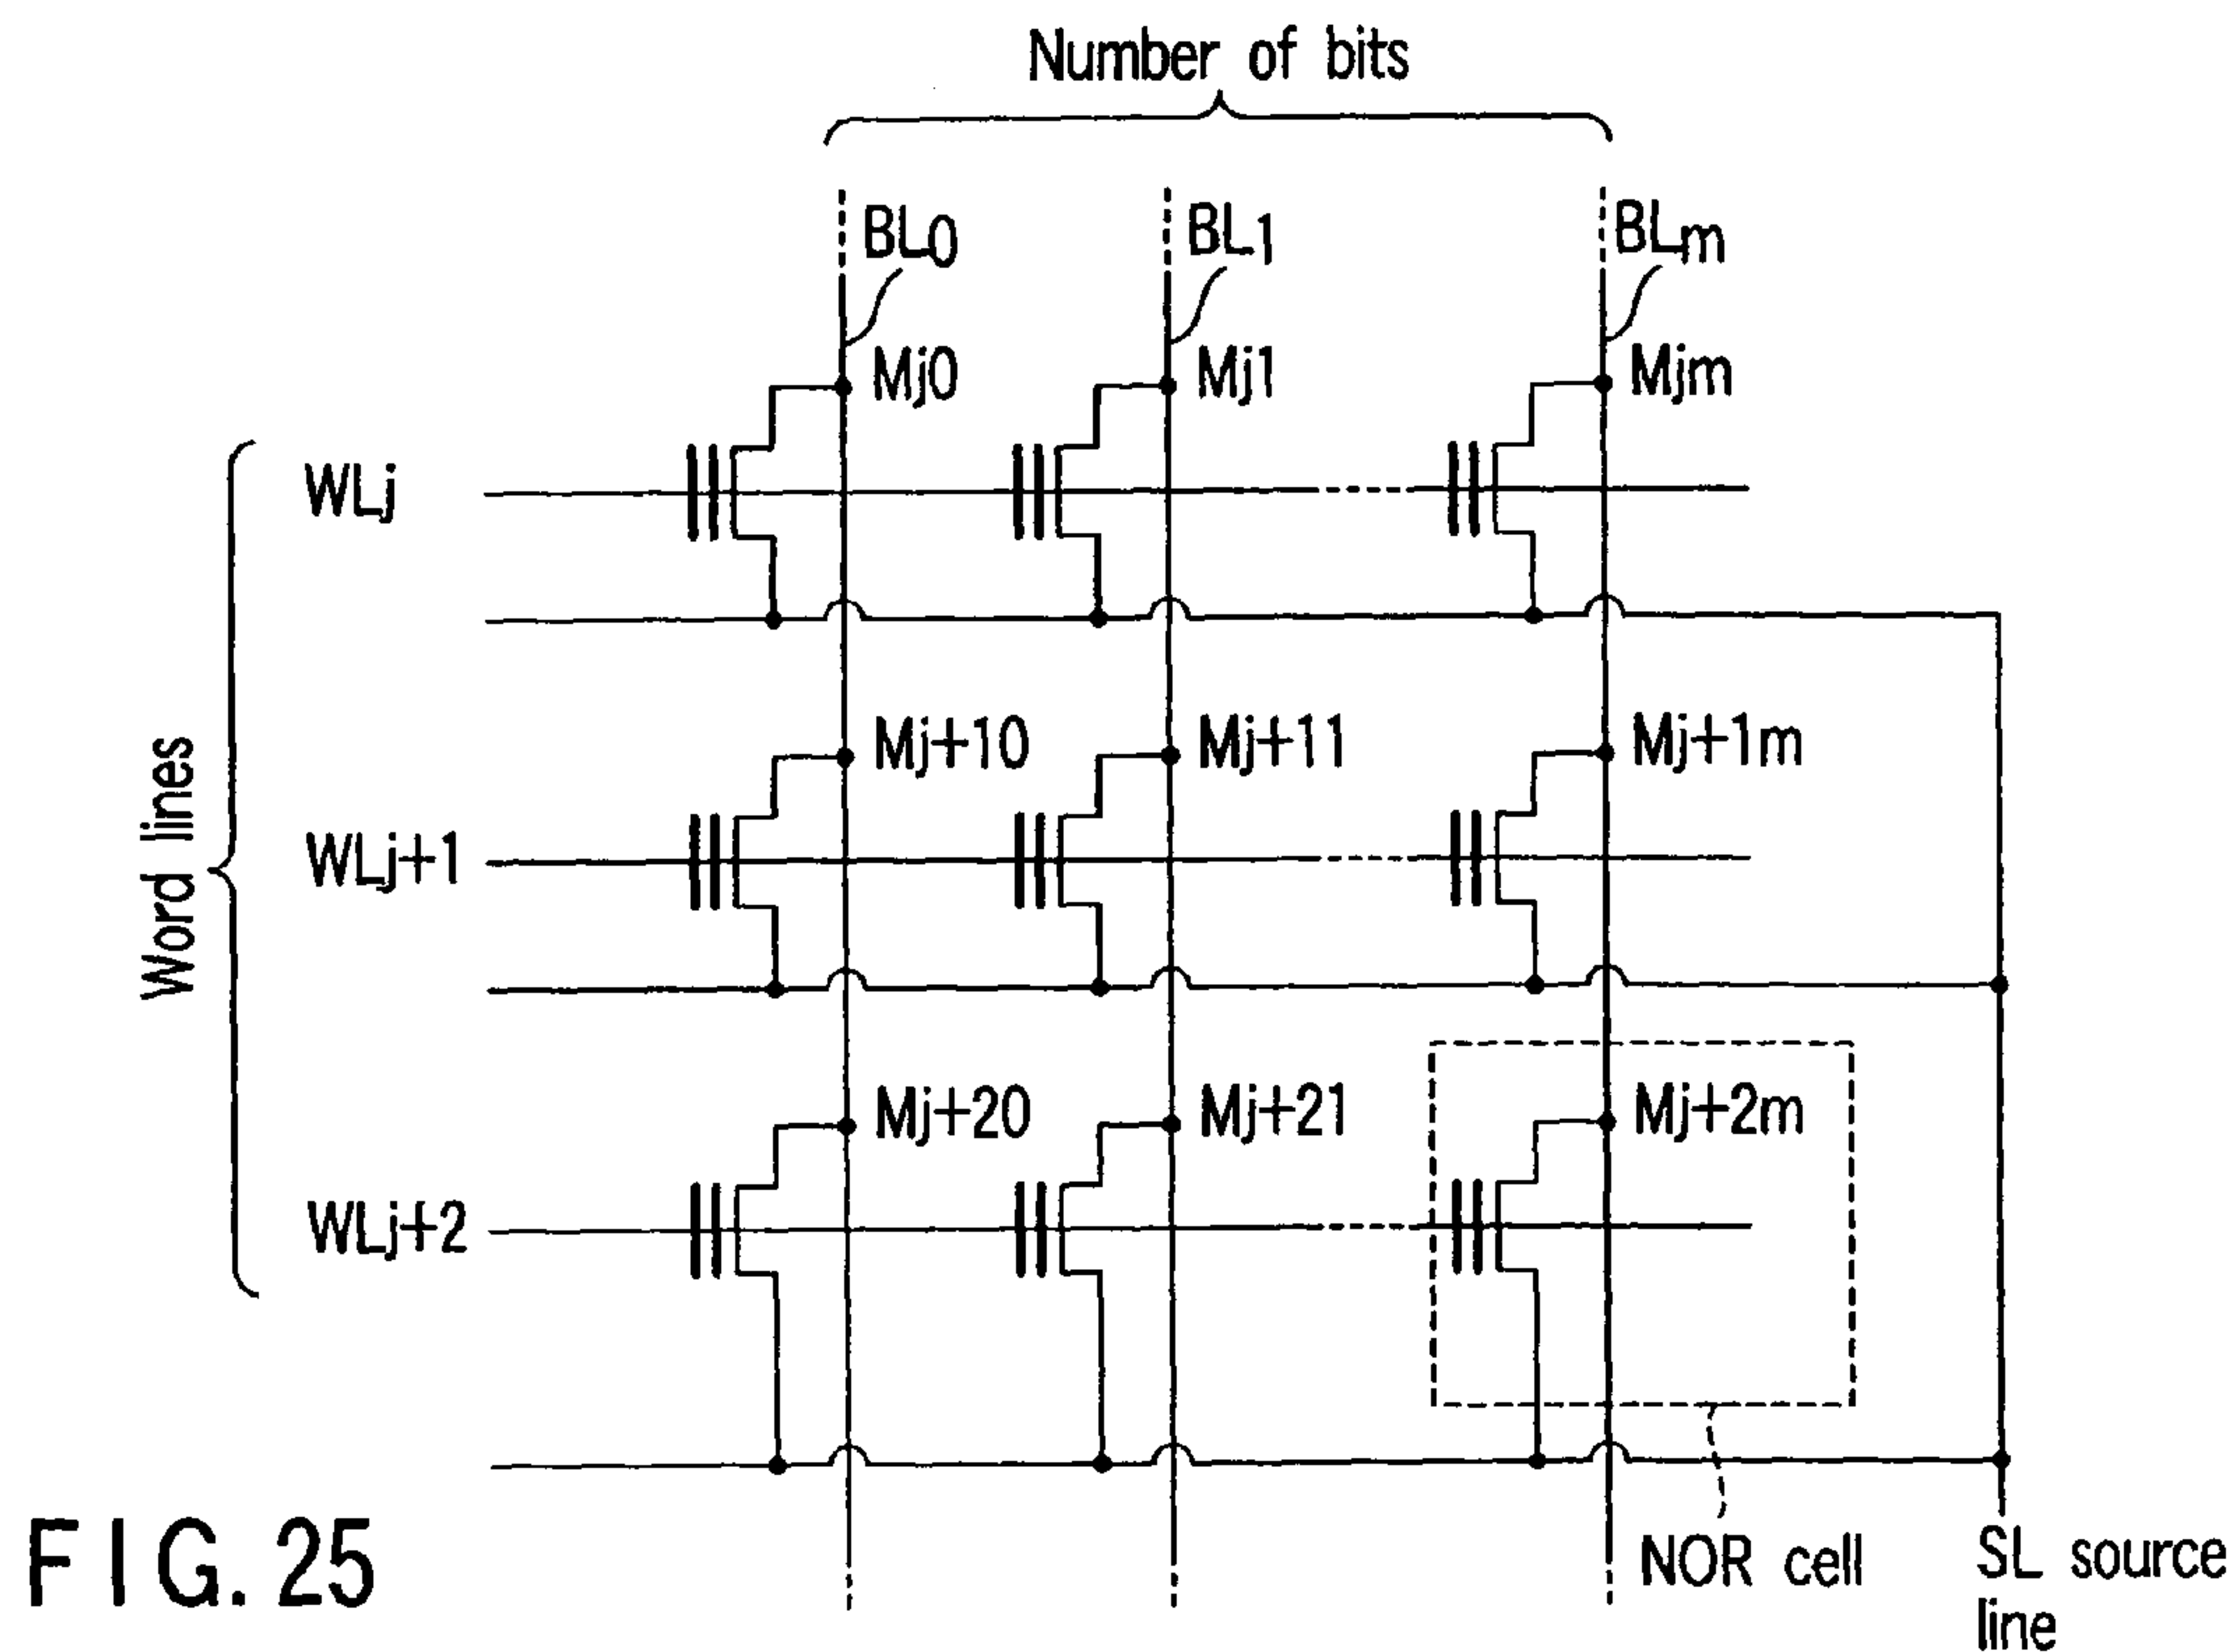 Number of bits
BL0 BL1 BLm
Mj0 Mj1 Mjm
WLj
Mj+10 Mj+11 Mj+1m
WLj+1
Word lines
Mj+20 Mj+21 Mj+2m
WLj+2
NOR cell
SL source
line
FIG. 25